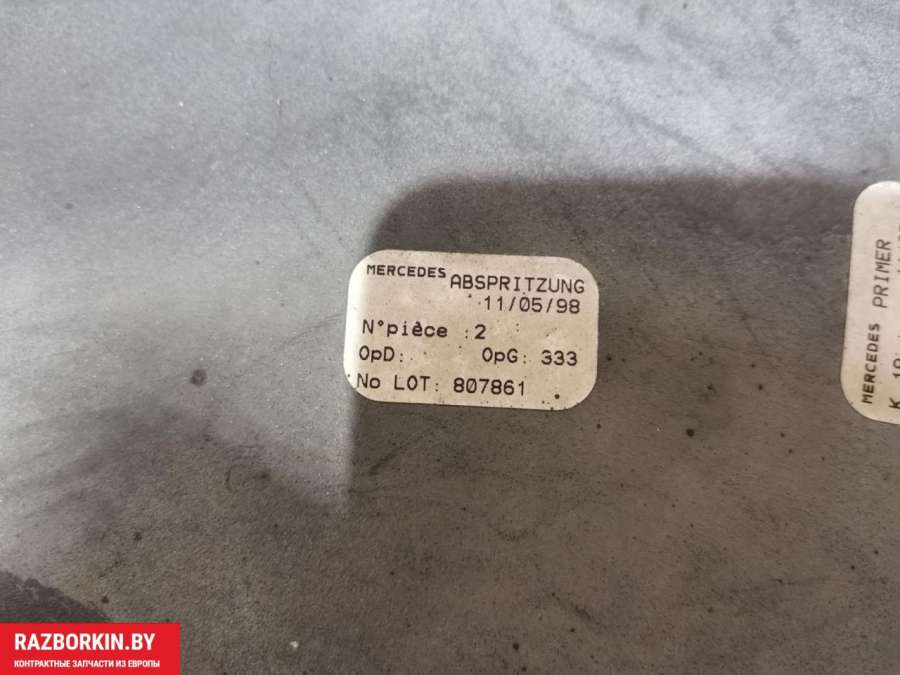 MERCEDES ABSPRITZUNG
11/05/98
N°pièce :2
OpD: OpG: 333
No LOT: 807861
MERCEDES PRIMER
RAZBORKIN.BY
КОНТРАКТНЫЕ ЗАПЧАСТИ ИЗ ЕВРОПЫ